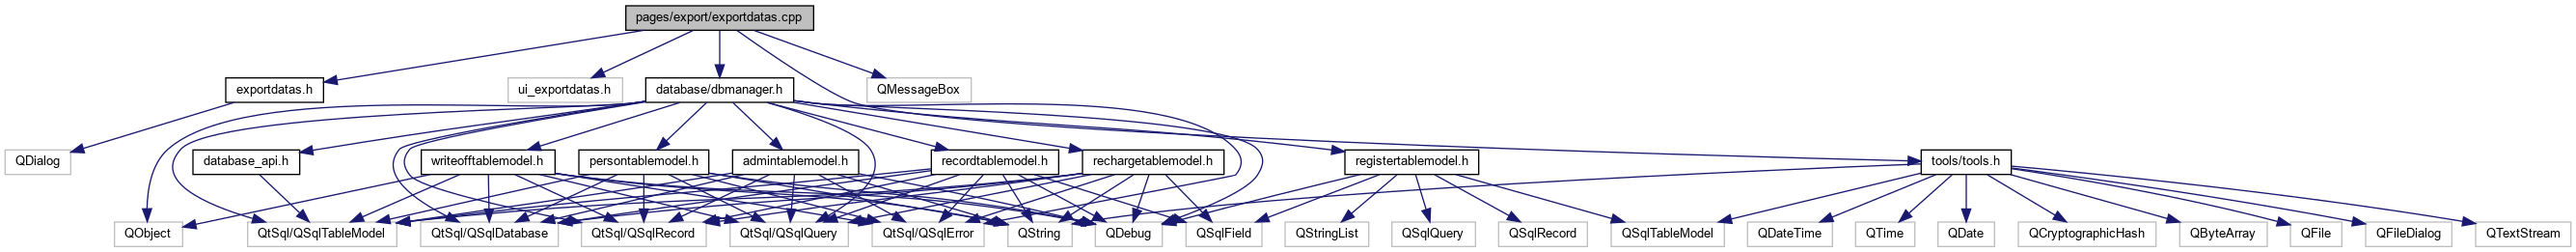 pages/export/exportdatas.cpp
exportdatas.h
ui_exportdatas.h
database/dbmanager.h
QMessageBox
QDialog
database_api.h
writeofftablemodel.h
persontablemodel.h
admintablemodel.h
recordtablemodel.h
rechargetablemodel.h
registertablemodel.h
tools/tools.h
QObject
QtSql/QSqlTableModel
QtSql/QSqlDatabase
QtSql/QSqlRecord
QtSql/QSqlQuery
QtSql/QSqlError
QString
QDebug
QSqlField
QStringList
QSqlQuery
QSqlRecord
QSqlTableModel
QDateTime
QTime
QDate
QCryptographicHash
QByteArray
QFile
QFileDialog
QTextStream